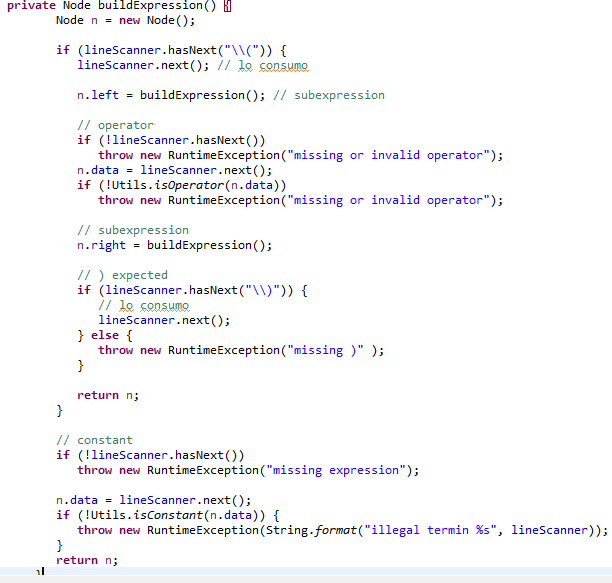 private Node buildExpression() {
Node n = new Node();
if (lineScanner.hasNext("\\(")) {
lineScanner.next(); // lo consumo
n.left = buildExpression(); // subexpression
// operator
if (!lineScanner.hasNext())
throw new RuntimeException("missing or invalid operator");
n.data = lineScanner.next();
if (!Utils.isOperator(n.data))
throw new RuntimeException("missing or invalid operator");
// subexpression
n.right = buildExpression();
// ) expected
if (lineScanner.hasNext("\\)")) {
// lo consumo
lineScanner.next();
} else {
throw new RuntimeException("missing )" );
}
return n;
}
// constant
if (!lineScanner.hasNext())
throw new RuntimeException("missing expression");
n.data = lineScanner.next();
if (!Utils.isConstant(n.data)) {
throw new RuntimeException(String.format("illegal termin %s", lineScanner));
}
return n;
}